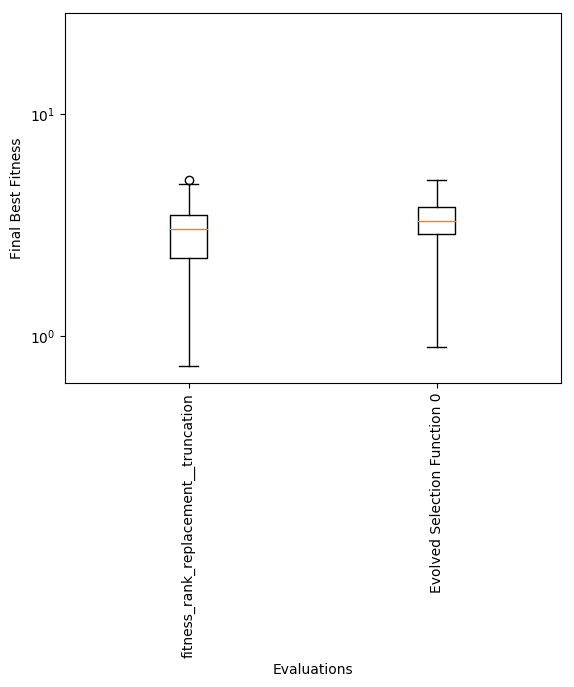 Final Best Fitness
10¹
10⁰
fitness_rank_replacement__truncation
Evolved Selection Function 0
Evaluations